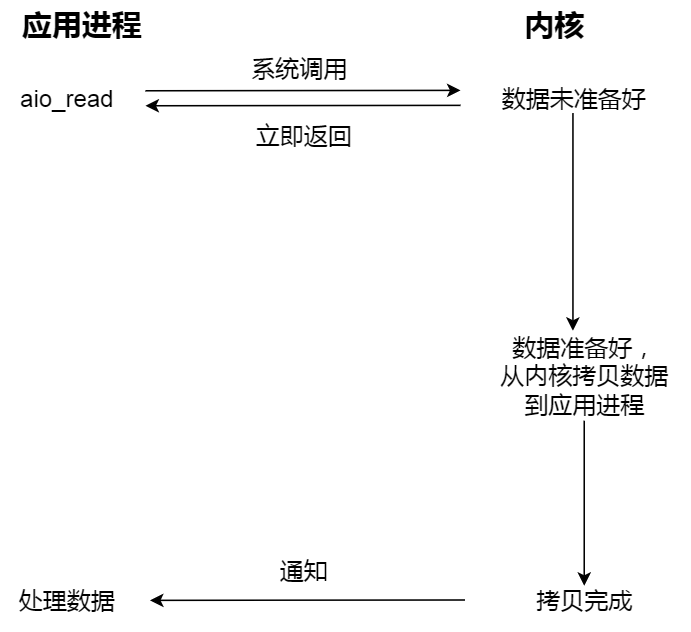 应用进程
内核
系统调用
aio_read
数据未准备好
立即返回
数据准备好，
从内核拷贝数据
到应用进程
通知
处理数据
拷贝完成